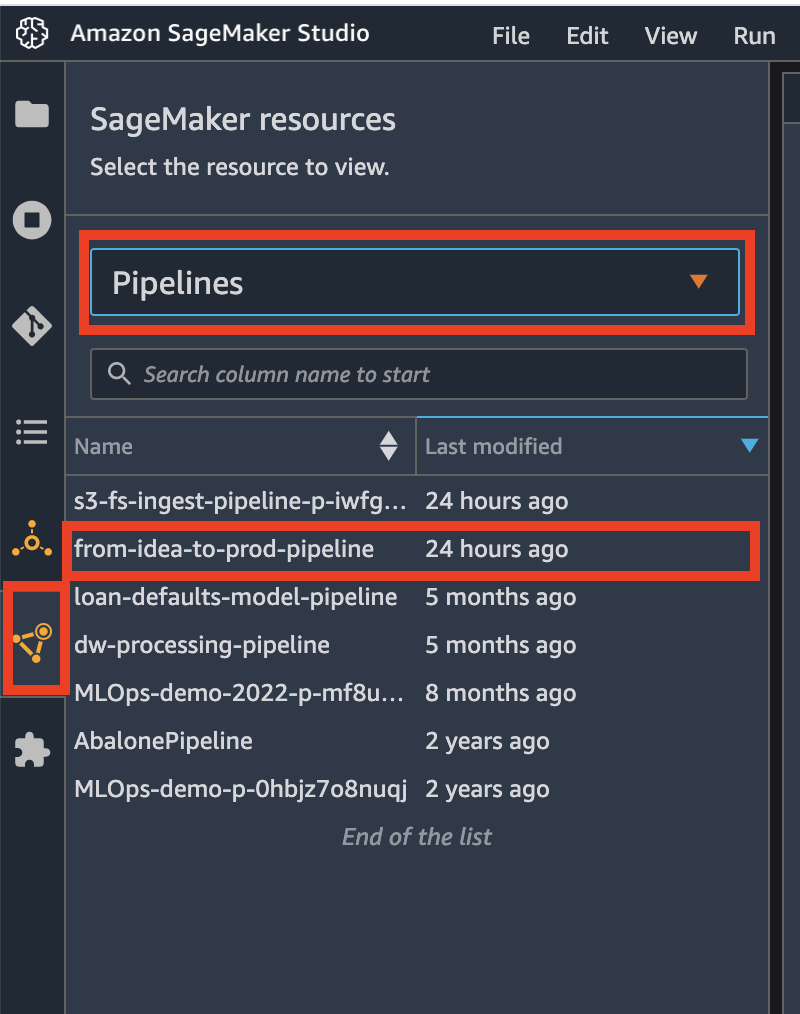 Amazon SageMaker Studio File Edit View Run
SageMaker resources
Select the resource to view.
Pipelines
Search column name to start
Name Last modified
s3-fs-ingest-pipeline-p-iwfg... 24 hours ago
from-idea-to-prod-pipeline 24 hours ago
loan-defaults-model-pipeline 5 months ago
dw-processing-pipeline 5 months ago
MLOps-demo-2022-p-mf8u... 8 months ago
AbalonePipeline 2 years ago
MLOps-demo-p-0hbjz7o8nuqj 2 years ago
End of the list